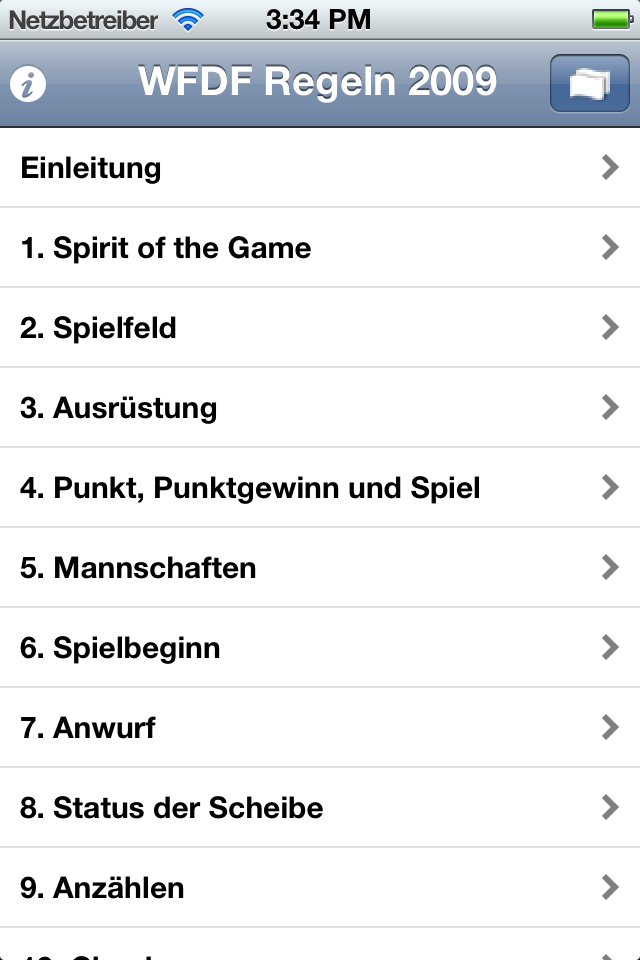 Netzbetreiber 3:34 PM
i WFDF Regeln 2009
Einleitung
1. Spirit of the Game
2. Spielfeld
3. Ausrüstung
4. Punkt, Punktgewinn und Spiel
5. Mannschaften
6. Spielbeginn
7. Anwurf
8. Status der Scheibe
9. Anzählen